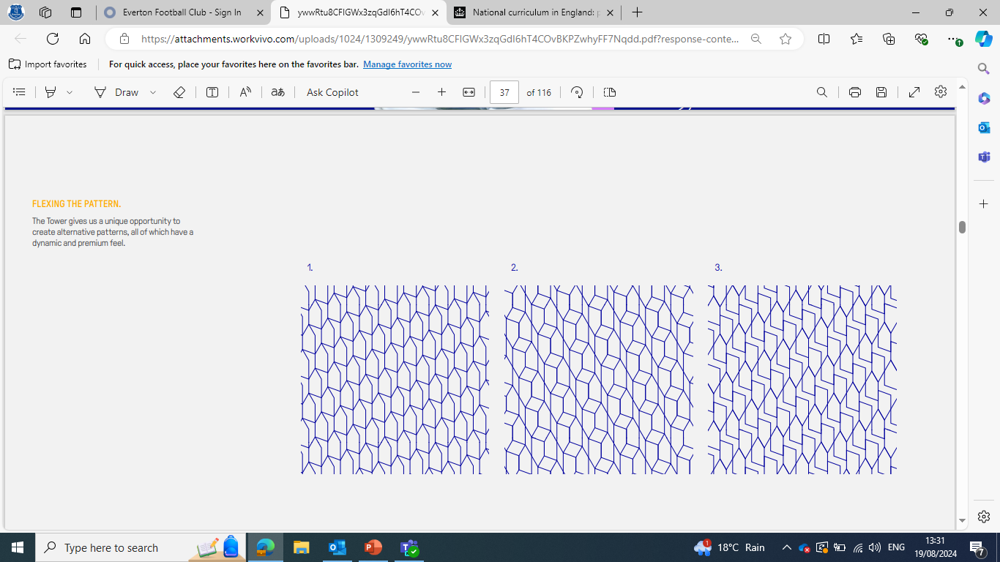 Everton Football Club - Sign In
ywwRtu8CFIGWx3zqGdI6hT4COv
National curriculum in England: p
https://attachments.workvivo.com/uploads/1024/1309249/ywwRtu8CFIGWx3zqGdI6hT4COvBKPZwhyFF7Nqdd.pdf?response-conte...
Import favorites
For quick access, place your favorites here on the favorites bar. Manage favorites now
Draw
Ask Copilot
37 of 116
FLEXING THE PATTERN.
The Tower gives us a unique opportunity to
create alternative patterns, all of which have a
dynamic and premium feel.
1. 2. 3.
Type here to search
1
18°C Rain
ENG
13:31
19/08/2024
7